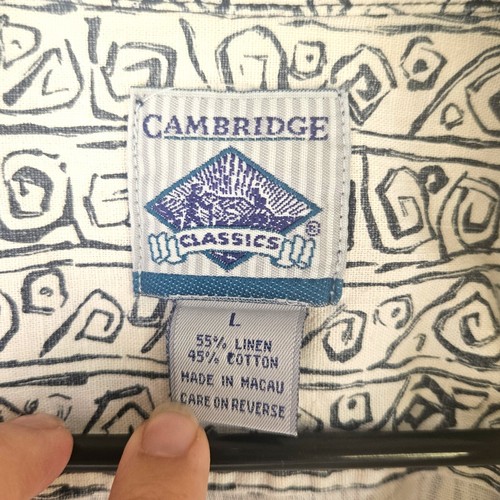 CAMBRIDGE
CLASSICS®
L
55% LINEN
45% COTTON
MADE IN MACAU
CARE ON REVERSE